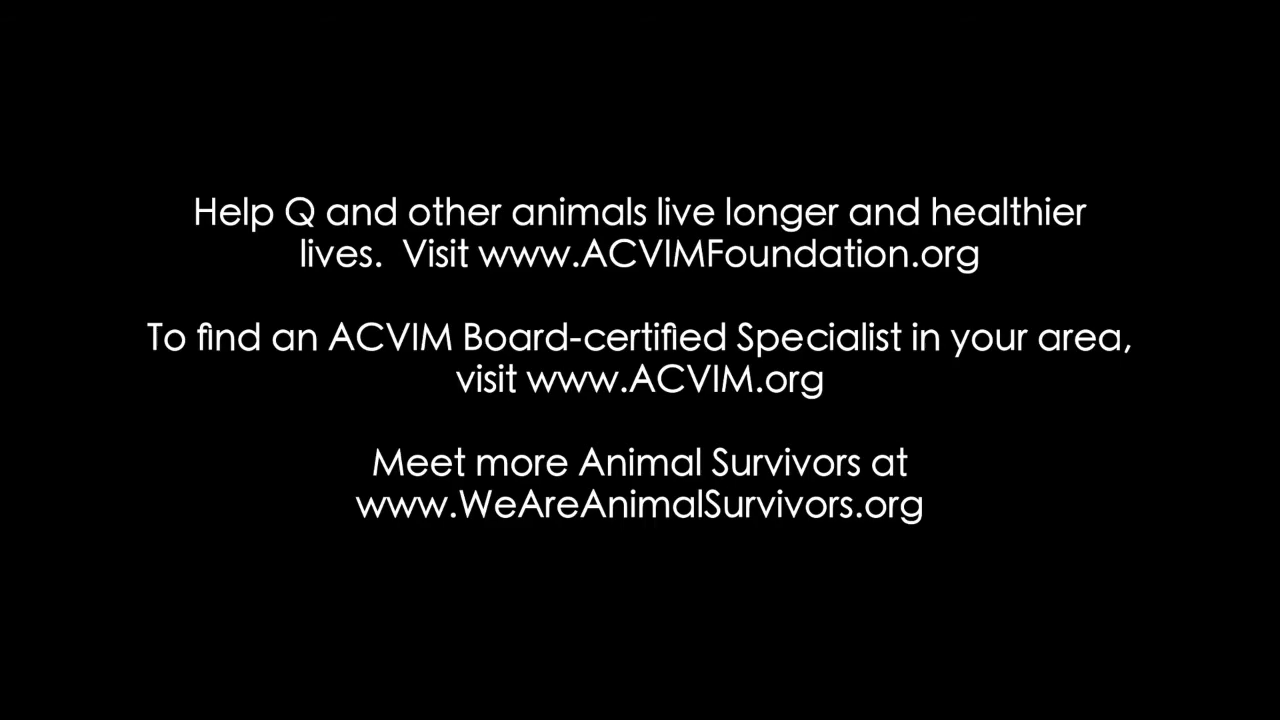 Help Q and other animals live longer and healthier
lives.  Visit www.ACVIMFoundation.org
To find an ACVIM Board-certified Specialist in your area,
visit www.ACVIM.org
Meet more Animal Survivors at
www.WeAreAnimalSurvivors.org